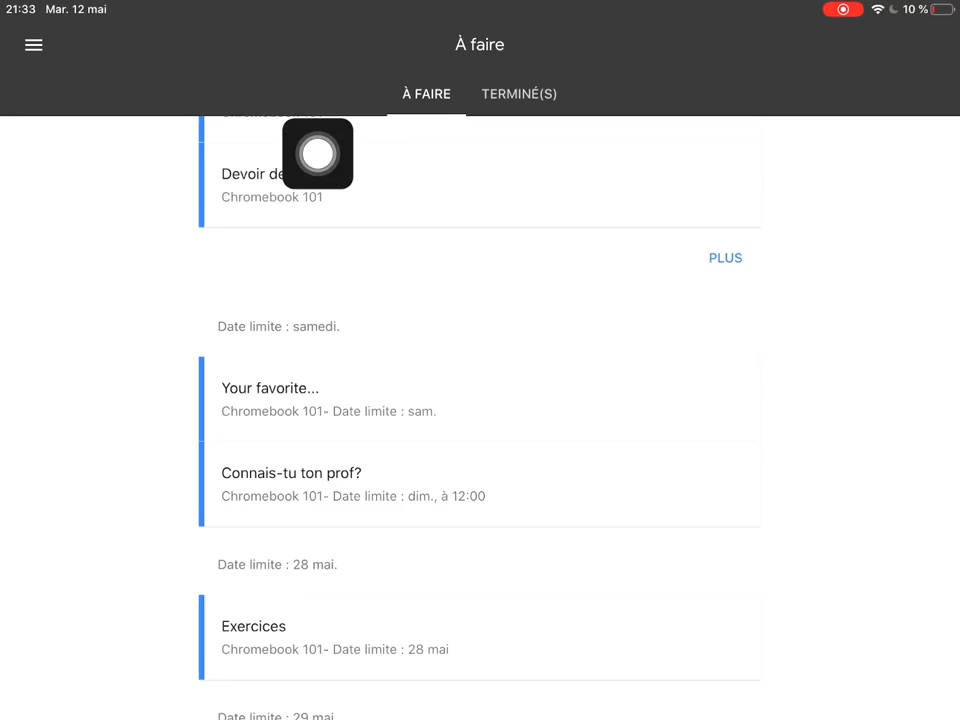 21:33 Mar. 12 mai
10 %
À faire
À FAIRE
TERMINÉ(S)
Devoir de
Chromebook 101
PLUS
Date limite : samedi.
Your favorite...
Chromebook 101- Date limite : sam.
Connais-tu ton prof?
Chromebook 101- Date limite : dim., à 12:00
Date limite : 28 mai.
Exercices
Chromebook 101- Date limite : 28 mai
Date limite : 29 mai